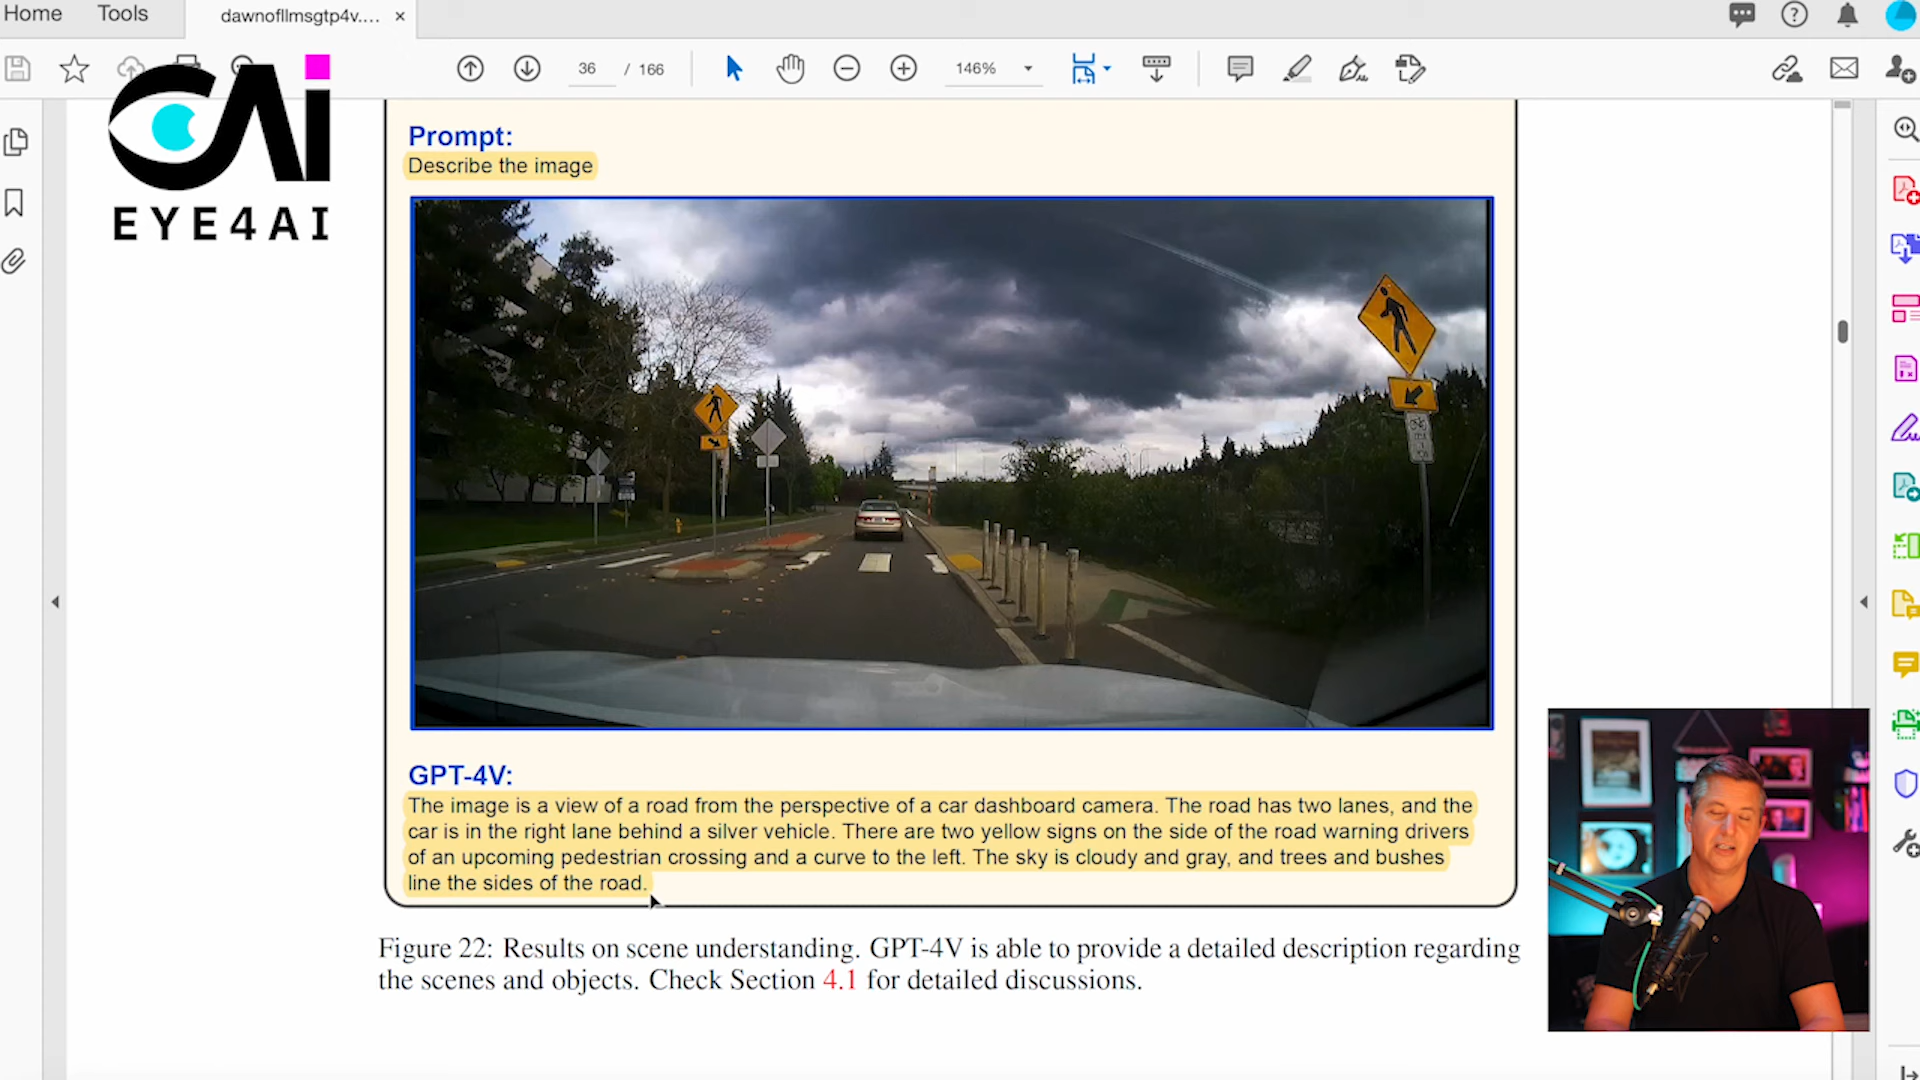 Home
Tools
dawnofllmsgtp4v....
36
/ 166
146%
EYE4AI
Prompt:
Describe the image
GPT-4V:
The image is a view of a road from the perspective of a car dashboard camera. The road has two lanes, and the
car is in the right lane behind a silver vehicle. There are two yellow signs on the side of the road warning drivers
of an upcoming pedestrian crossing and a curve to the left. The sky is cloudy and gray, and trees and bushes
line the sides of the road.
Figure 22: Results on scene understanding. GPT-4V is able to provide a detailed description regarding
the scenes and objects. Check Section 4.1 for detailed discussions.